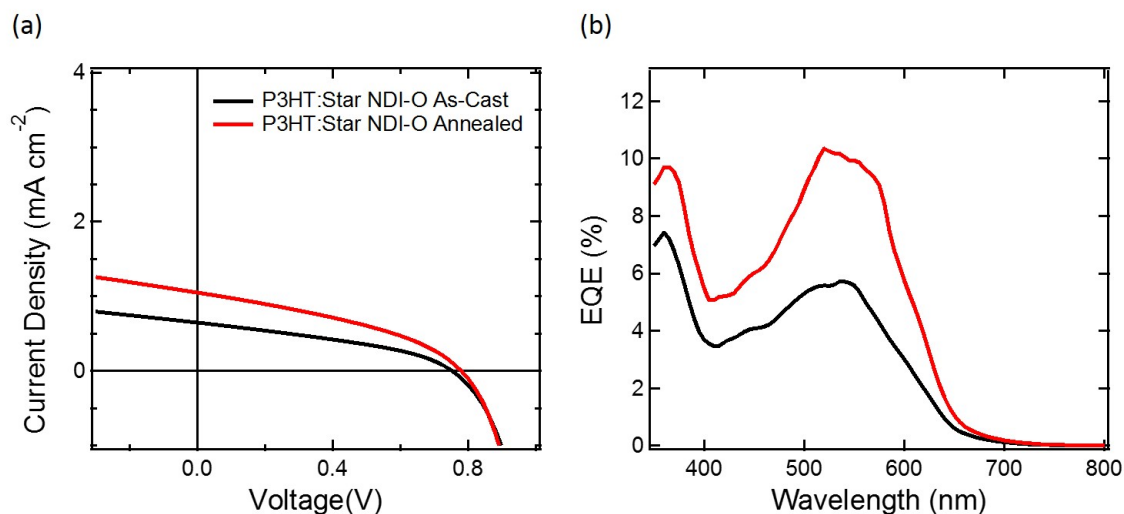 (a)
(b)
4
2
0
Current Density (mA cm⁻²)
P3HT:Star NDI-O As-Cast
P3HT:Star NDI-O Annealed
0.0
0.4
0.8
Voltage(V)
12
10
8
6
4
2
0
EQE (%)
400
500
600
700
800
Wavelength (nm)